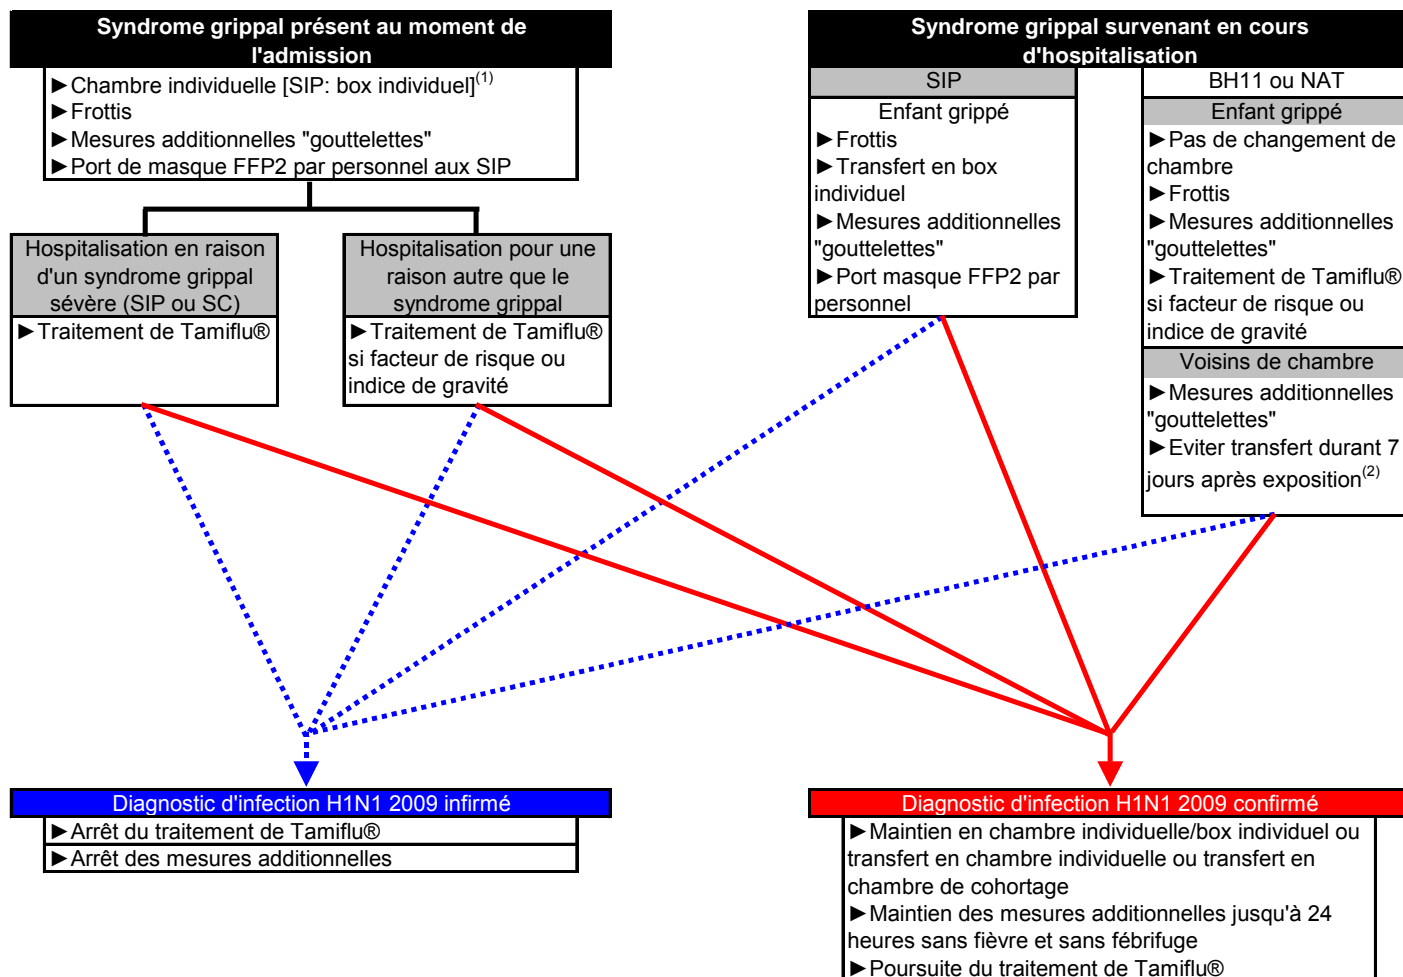 Syndrome grippal présent au moment de
l'admission
►Chambre individuelle [SIP: box individuel](1)
►Frottis
►Mesures additionnelles "gouttelettes"
►Port de masque FFP2 par personnel aux SIP
Hospitalisation en raison
d'un syndrome grippal
sévère (SIP ou SC)
►Traitement de Tamiflu®
Hospitalisation pour une
raison autre que le
syndrome grippal
►Traitement de Tamiflu®
si facteur de risque ou
indice de gravité
Syndrome grippal survenant en cours
d'hospitalisation
SIP
Enfant grippé
►Frottis
►Transfert en box
individuel
►Mesures additionnelles
"gouttelettes"
►Port masque FFP2 par
personnel
BH11 ou NAT
Enfant grippé
►Pas de changement de
chambre
►Frottis
►Mesures additionnelles
"gouttelettes"
►Traitement de Tamiflu®
si facteur de risque ou
indice de gravité
Voisins de chambre
►Mesures additionnelles
"gouttelettes"
►Eviter transfert durant 7
jours après exposition(2)
Diagnostic d'infection H1N1 2009 infirmé
►Arrêt du traitement de Tamiflu®
►Arrêt des mesures additionnelles
Diagnostic d'infection H1N1 2009 confirmé
►Maintien en chambre individuelle/box individuel ou
transfert en chambre individuelle ou transfert en
chambre de cohortage
►Maintien des mesures additionnelles jusqu'à 24
heures sans fièvre et sans fébrifuge
►Poursuite du traitement de Tamiflu®